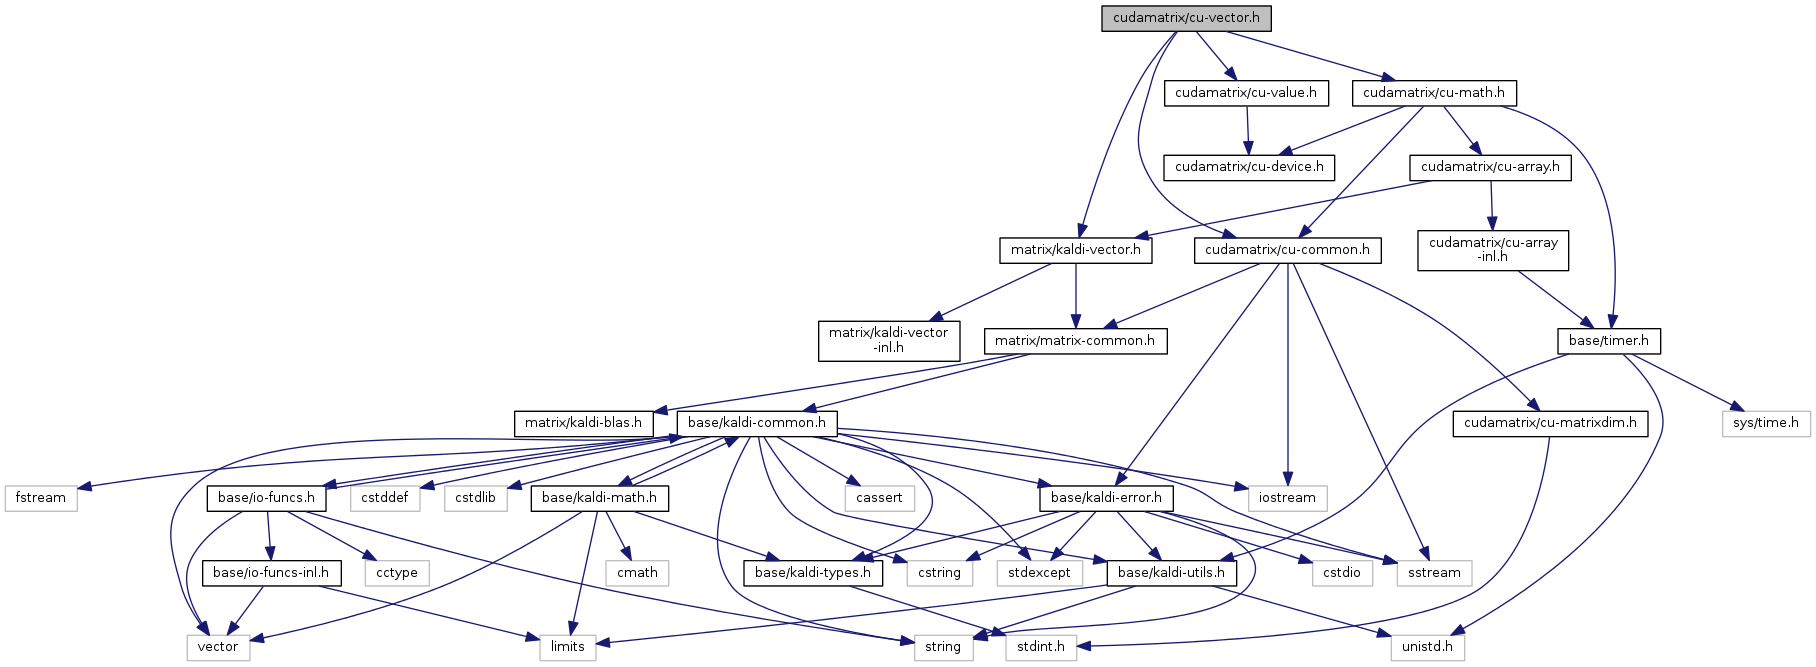 cudamatrix/cu-vector.h
cudamatrix/cu-value.h
cudamatrix/cu-math.h
cudamatrix/cu-device.h
cudamatrix/cu-array.h
matrix/kaldi-vector.h
cudamatrix/cu-common.h
cudamatrix/cu-array
-inl.h
matrix/kaldi-vector
-inl.h
matrix/matrix-common.h
base/timer.h
matrix/kaldi-blas.h
base/kaldi-common.h
cudamatrix/cu-matrixdim.h
sys/time.h
fstream
base/io-funcs.h
cstddef
cstdlib
base/kaldi-math.h
cassert
base/kaldi-error.h
iostream
base/io-funcs-inl.h
cctype
cmath
base/kaldi-types.h
cstring
stdexcept
base/kaldi-utils.h
cstdio
sstream
vector
limits
string
stdint.h
unistd.h